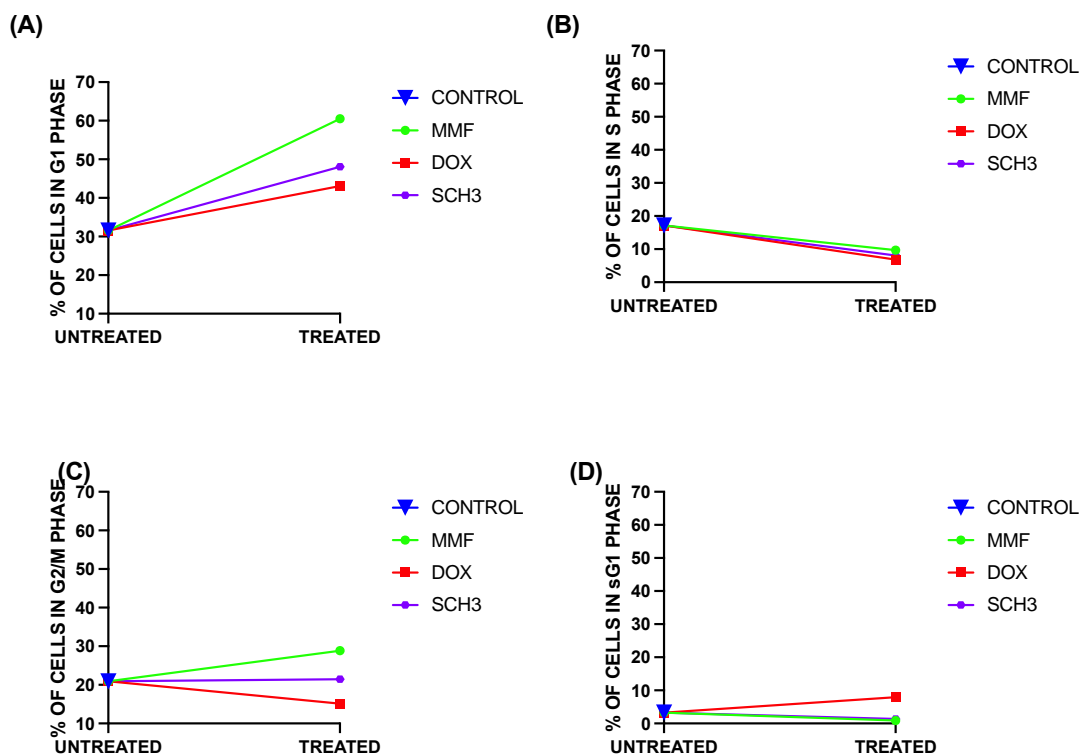 (A)
% OF CELLS IN G1 PHASE
70
60
50
40
30
20
10
UNTREATED
TREATED
CONTROL
MMF
DOX
SCH3
(B)
% OF CELLS IN S PHASE
70
60
50
40
30
20
10
0
UNTREATED
TREATED
CONTROL
MMF
DOX
SCH3
(C)
% OF CELLS IN G2/M PHASE
70
60
50
40
30
20
10
UNTREATED
TREATED
CONTROL
MMF
DOX
SCH3
(D)
% OF CELLS IN sG1 PHASE
70
60
50
40
30
20
10
0
UNTREATED
TREATED
CONTROL
MMF
DOX
SCH3